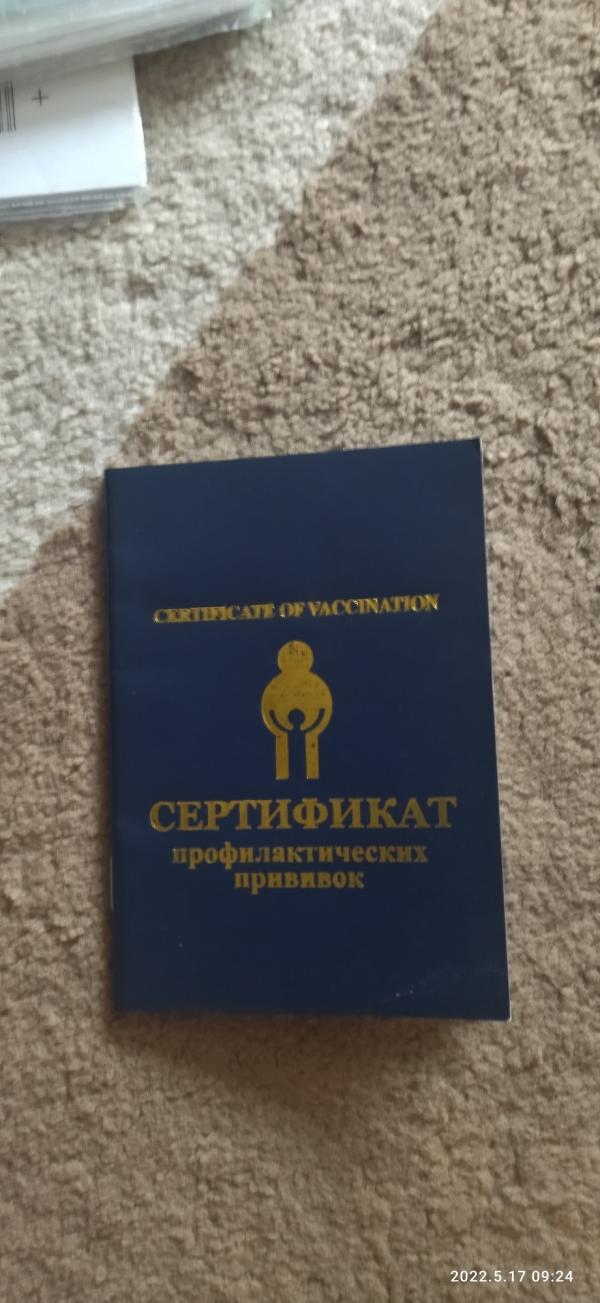 CERTIFICATE OF VACCINATION
СЕРТИФИКАТ
профилактических
прививок
2022.5.17 09:24